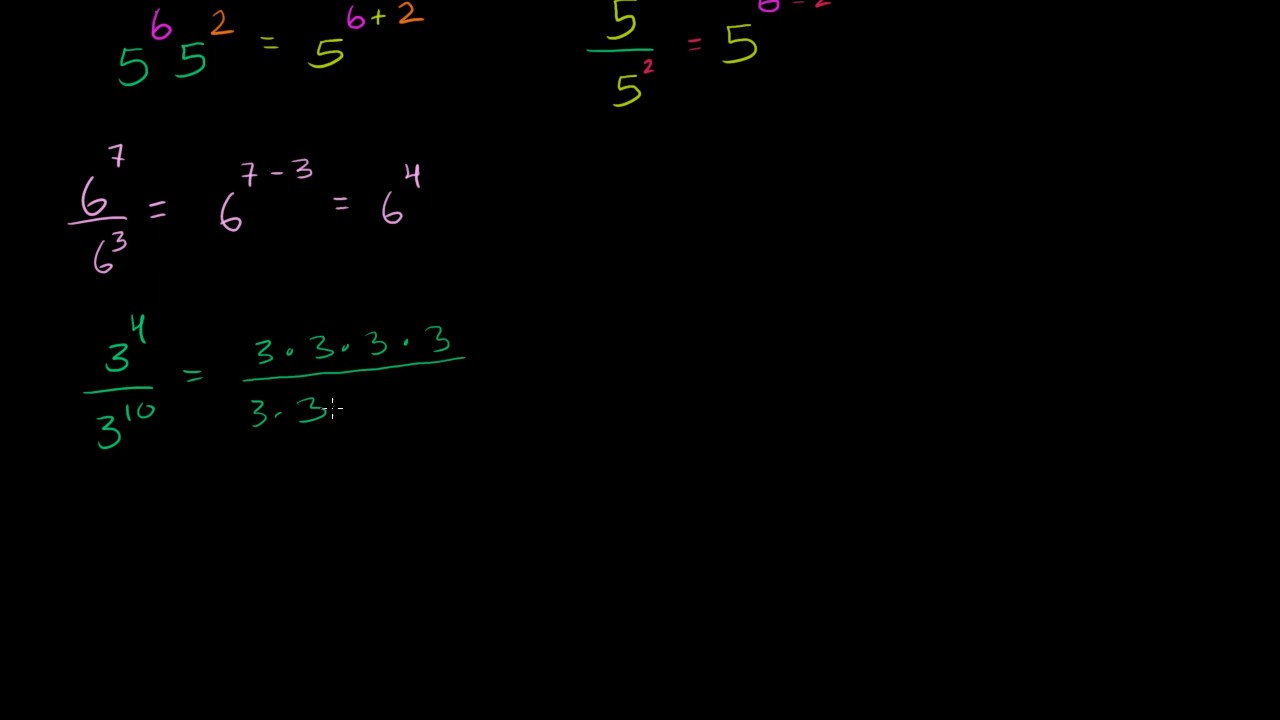 5^6 5^2 = 5^{6+2}
5/5^2 = 5^{6-2}
6^7/6^3 = 6^{7-3} = 6^4
3^4/3^{10} = (3·3·3·3)/(3·3